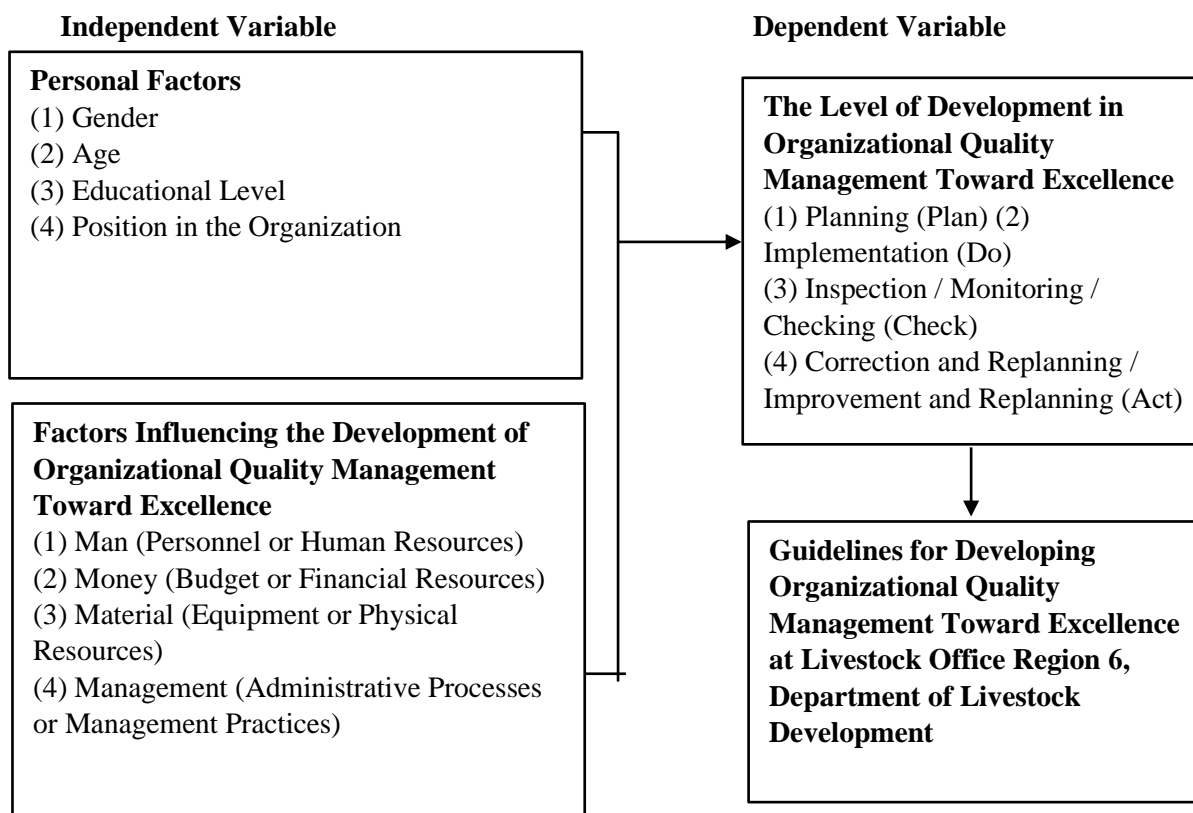 Independent Variable
Personal Factors
(1) Gender
(2) Age
(3) Educational Level
(4) Position in the Organization
Factors Influencing the Development of
Organizational Quality Management
Toward Excellence
(1) Man (Personnel or Human Resources)
(2) Money (Budget or Financial Resources)
(3) Material (Equipment or Physical
Resources)
(4) Management (Administrative Processes
or Management Practices)
Dependent Variable
The Level of Development in
Organizational Quality
Management Toward Excellence
(1) Planning (Plan) (2)
Implementation (Do)
(3) Inspection / Monitoring /
Checking (Check)
(4) Correction and Replanning /
Improvement and Replanning (Act)
Guidelines for Developing
Organizational Quality
Management Toward Excellence
at Livestock Office Region 6,
Department of Livestock
Development